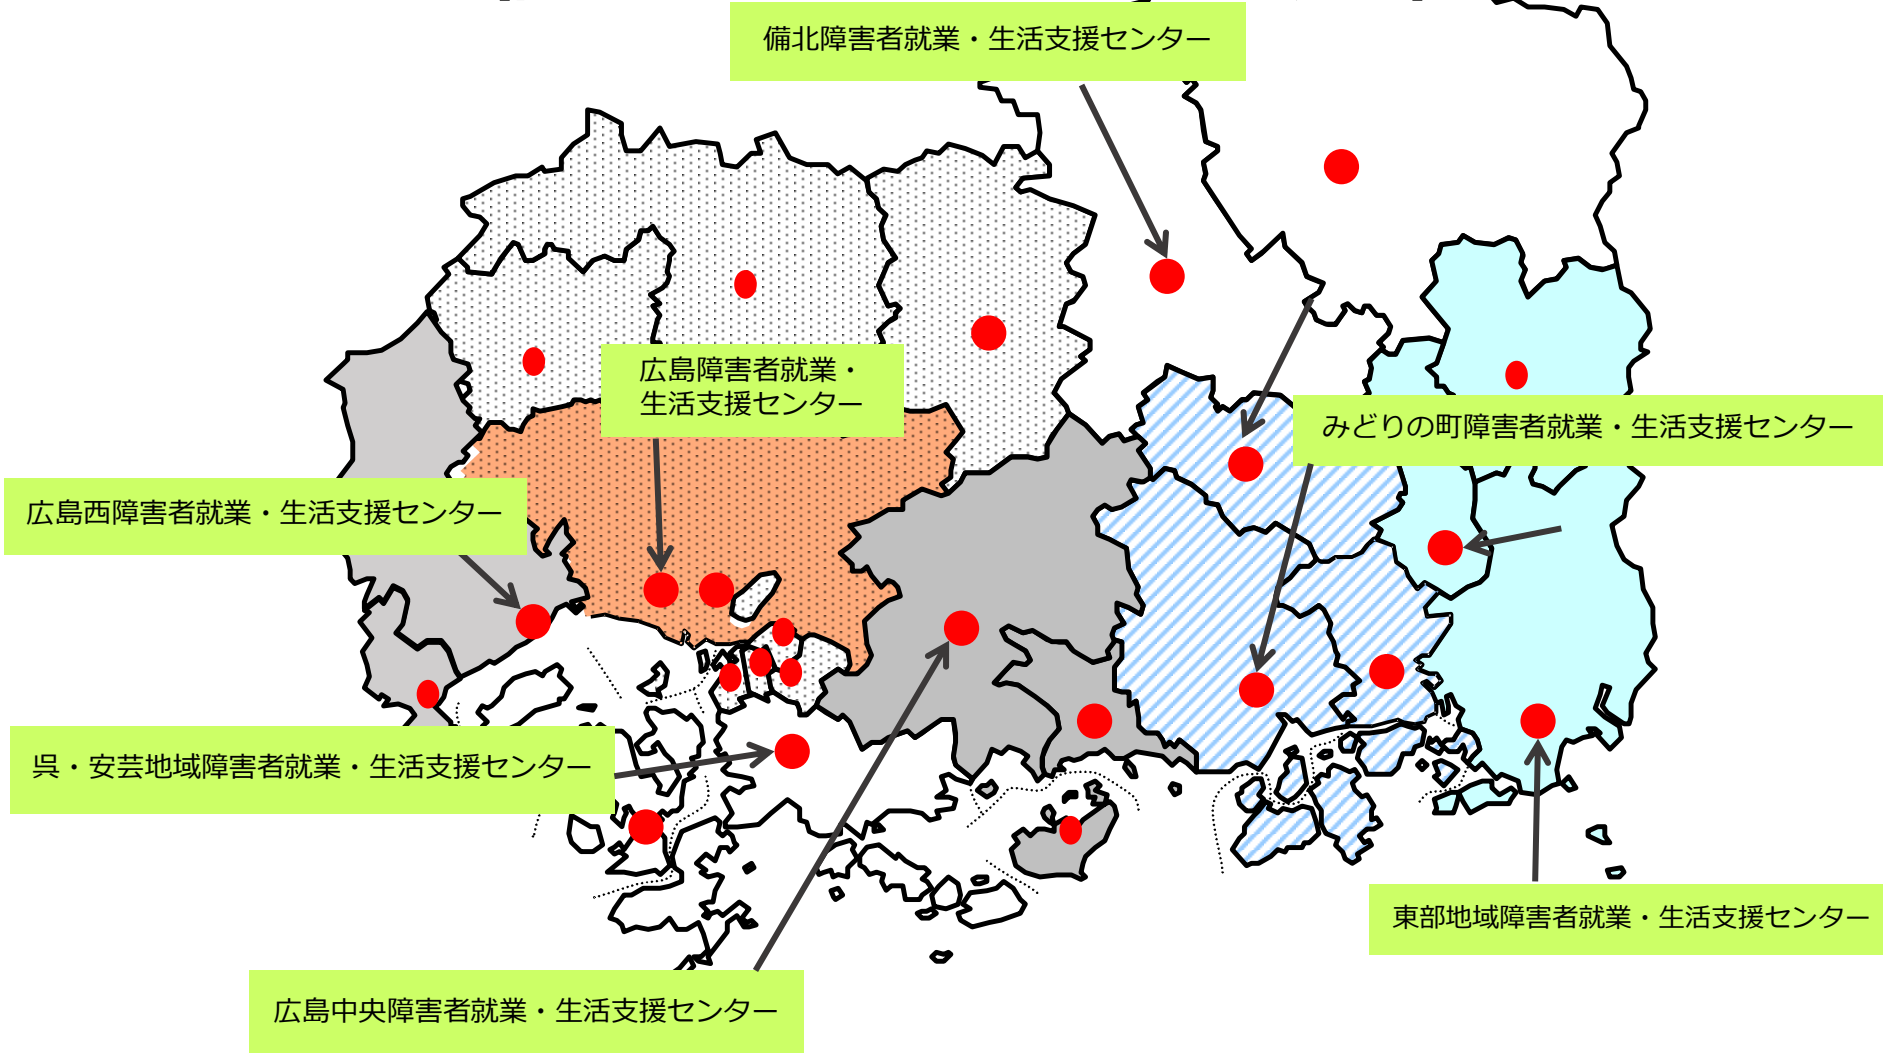 備北障害者就業・生活支援センター
広島障害者就業・
生活支援センター
みどりの町障害者就業・生活支援センター
広島西障害者就業・生活支援センター
呉・安芸地域障害者就業・生活支援センター
東部地域障害者就業・生活支援センター
広島中央障害者就業・生活支援センター